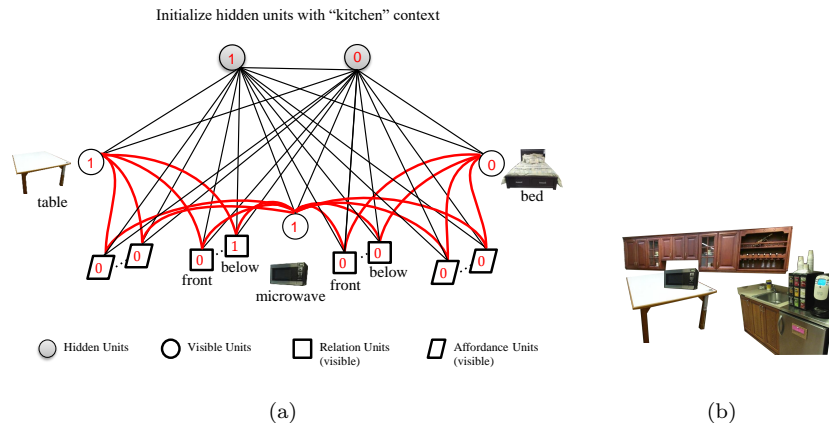 Initialize hidden units with “kitchen” context
1
0
1
0
table
bed
1
0
0
0
1
0
0
0
0
front
below
microwave
front
below
Hidden Units
Visible Units
Relation Units
(visible)
Affordance Units
(visible)
(a)
(b)